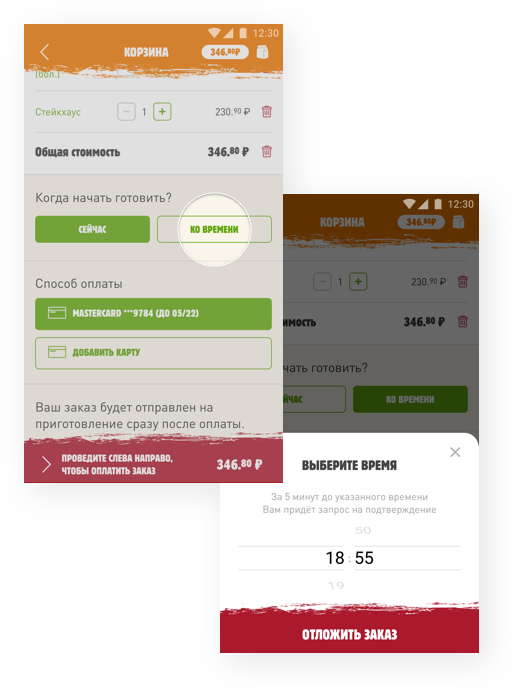 12:30
КОРЗИНА
346.80₽
(бол.)
Стейкхаус
− 1 +
230.90 ₽
Общая стоимость
346.80 ₽
Когда начать готовить?
СЕЙЧАС
КО ВРЕМЕНИ
Способ оплаты
MASTERCARD ***9784 (ДО 05/22)
ДОБАВИТЬ КАРТУ
Ваш заказ будет отправлен на
приготовление сразу после оплаты.
ПРОВЕДИТЕ СЛЕВА НАПРАВО,
ЧТОБЫ ОПЛАТИТЬ ЗАКАЗ
346.80 ₽
12:30
КОРЗИНА
346.80₽
− 1 +
230.90 ₽
имость
346.80 ₽
чать готовить?
ЙЧАС
КО ВРЕМЕНИ
ВЫБЕРИТЕ ВРЕМЯ
За 5 минут до указанного времени
Вам придёт запрос на подтверждение
50
18 : 55
19
ОТЛОЖИТЬ ЗАКАЗ